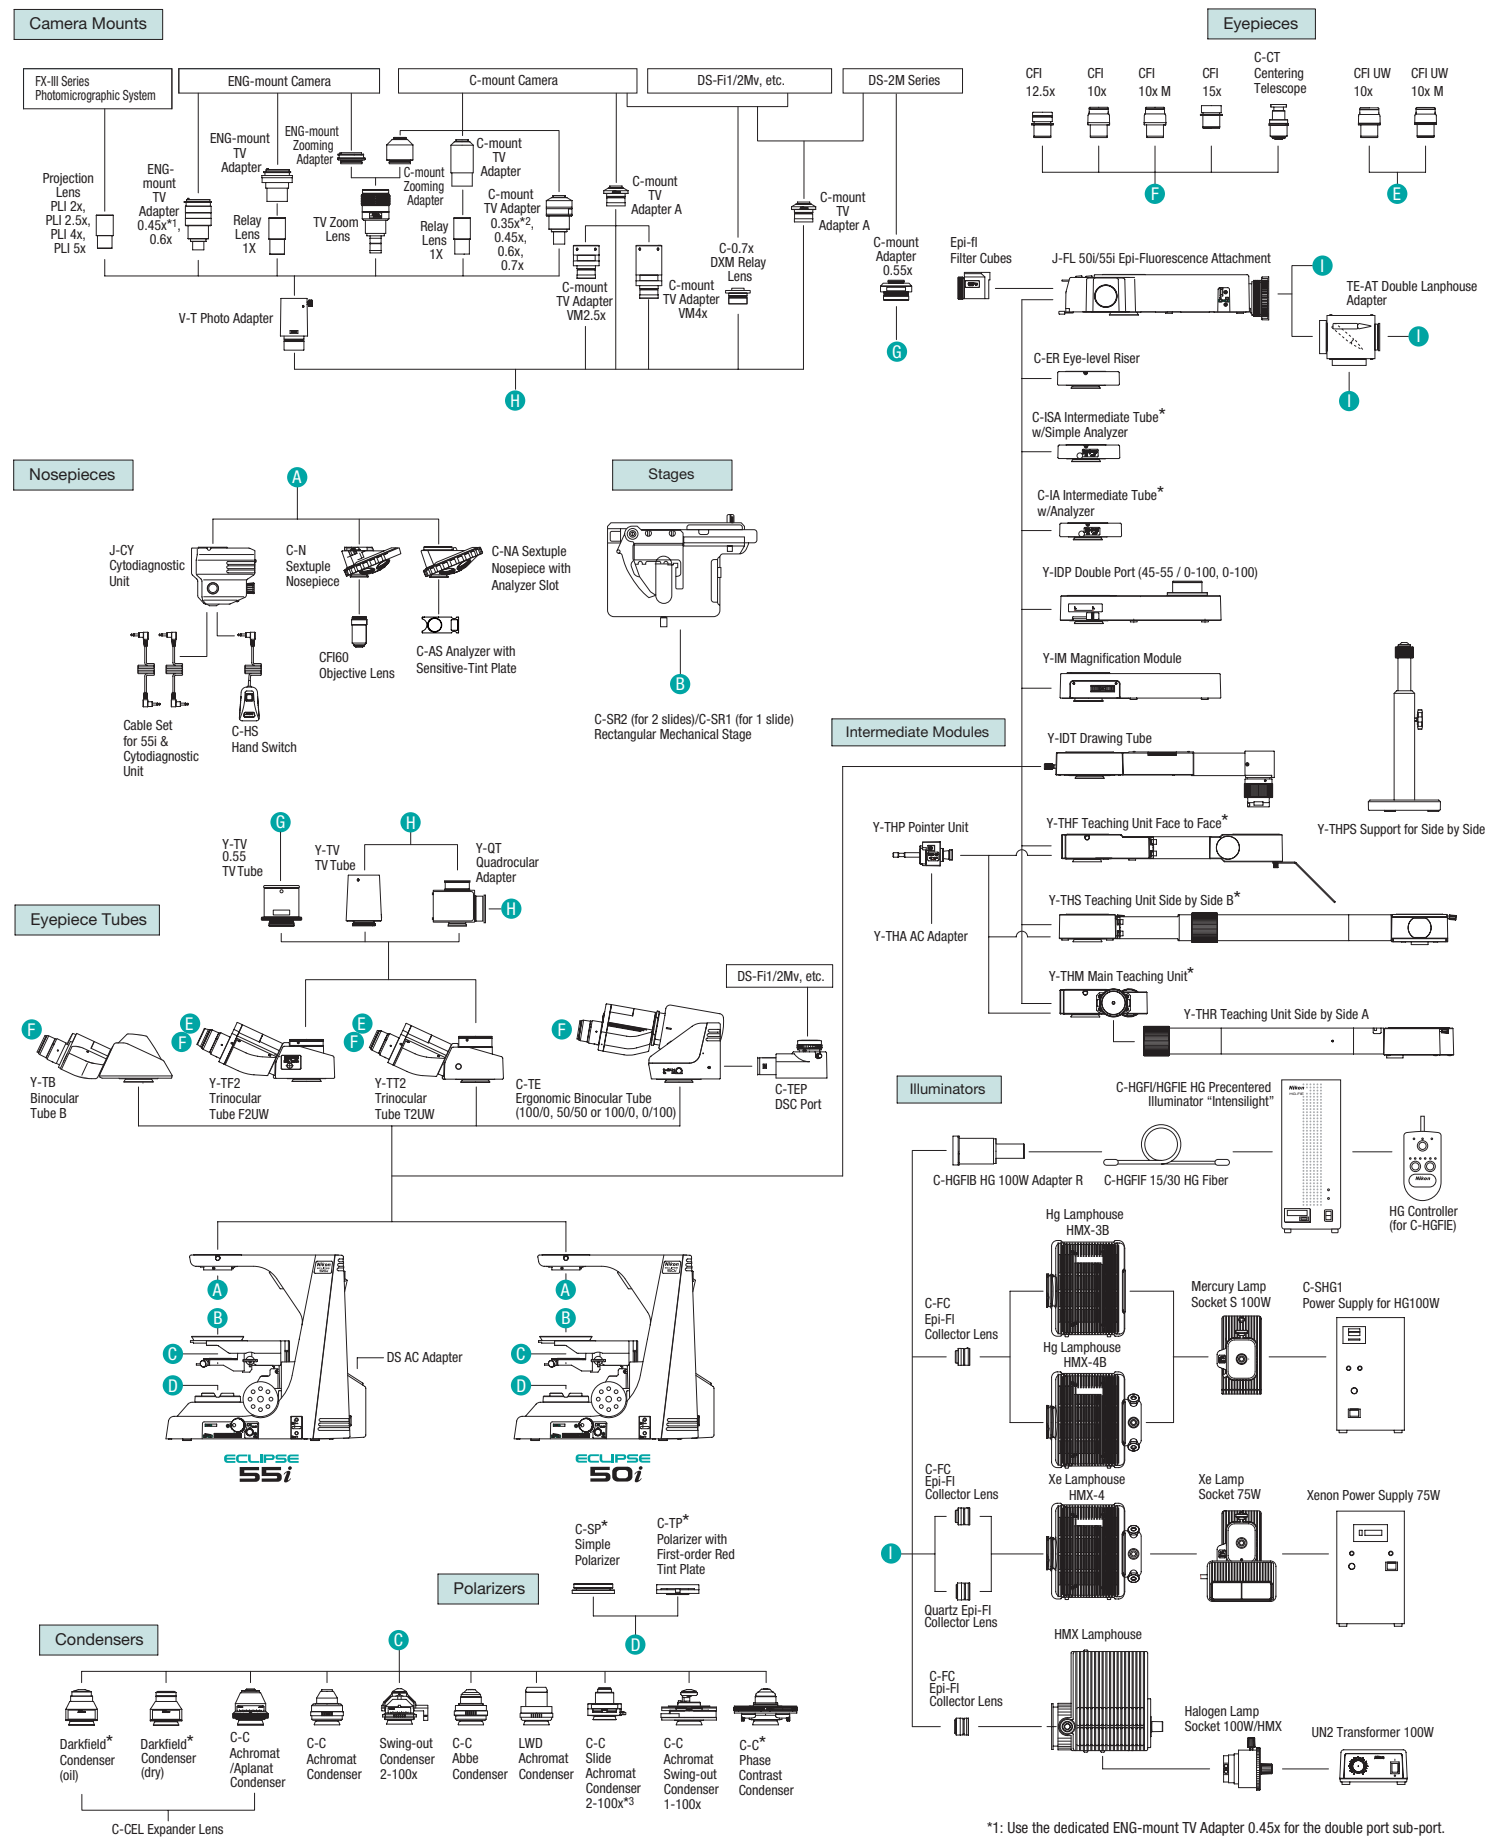 Camera Mounts
FX-III Series
Photomicrographic System
ENG-mount Camera
C-mount Camera
DS-Fi1/2Mv, etc.
DS-2M Series
Projection
Lens
PLI 2x,
PLI 2.5x,
PLI 4x,
PLI 5x
ENG-
mount
TV
Adapter
0.45x*1,
0.6x
ENG-mount
TV
Adapter
Relay
Lens
1X
ENG-mount
Zooming
Adapter
TV Zoom
Lens
C-mount
Zooming
Adapter
C-mount
TV
Adapter
Relay
Lens
1X
C-mount
TV Adapter
0.35x*2,
0.45x,
0.6x,
0.7x
C-mount
TV
Adapter A
C-mount
TV Adapter
VM2.5x
C-mount
TV Adapter
VM4x
C-0.7x
DXM Relay
Lens
C-mount
TV
Adapter A
C-mount
Adapter
0.55x
G
V-T Photo Adapter
H
Eyepieces
CFI
12.5x
CFI
10x
CFI
10x M
CFI
15x
C-CT
Centering
Telescope
CFI UW
10x
CFI UW
10x M
F
E
Epi-fl
Filter Cubes
J-FL 50i/55i Epi-Fluorescence Attachment
I
TE-AT Double Lanphouse
Adapter
I
I
C-ER Eye-level Riser
C-ISA Intermediate Tube*
w/Simple Analyzer
C-IA Intermediate Tube*
w/Analyzer
Y-IDP Double Port (45-55 / 0-100, 0-100)
Y-IM Magnification Module
Intermediate Modules
Y-IDT Drawing Tube
Y-THP Pointer Unit
Y-THF Teaching Unit Face to Face*
Y-THPS Support for Side by Side
Y-THS Teaching Unit Side by Side B*
Y-THA AC Adapter
Y-THM Main Teaching Unit*
Y-THR Teaching Unit Side by Side A
Nosepieces
A
J-CY
Cytodiagnostic
Unit
C-N
Sextuple
Nosepiece
C-NA Sextuple
Nosepiece with
Analyzer Slot
CFI60
Objective Lens
C-AS Analyzer with
Sensitive-Tint Plate
Cable Set
for 55i &
Cytodiagnostic
Unit
C-HS
Hand Switch
Stages
B
C-SR2 (for 2 slides)/C-SR1 (for 1 slide)
Rectangular Mechanical Stage
Eyepiece Tubes
G
Y-TV
0.55
TV Tube
H
Y-TV
TV Tube
Y-QT
Quadrocular
Adapter
H
F
Y-TB
Binocular
Tube B
E
F
Y-TF2
Trinocular
Tube F2UW
E
F
Y-TT2
Trinocular
Tube T2UW
F
C-TE
Ergonomic Binocular Tube
(100/0, 50/50 or 100/0, 0/100)
DS-Fi1/2Mv, etc.
C-TEP
DSC Port
Nikon
A
B
C
D
DS AC Adapter
ECLIPSE
55i
Nikon
A
B
C
D
ECLIPSE
50i
Illuminators
C-HGFI/HGFIE HG Precentered
Illuminator “Intensilight”
Nikon
C-HGFIB HG 100W Adapter R
C-HGFIF 15/30 HG Fiber
Nikon
HG Controller
(for C-HGFIE)
Hg Lamphouse
HMX-3B
C-FC
Epi-Fl
Collector Lens
Hg Lamphouse
HMX-4B
Mercury Lamp
Socket S 100W
C-SHG1
Power Supply for HG100W
C-FC
Epi-Fl
Collector Lens
Xe Lamphouse
HMX-4
Xe Lamp
Socket 75W
Xenon Power Supply 75W
I
Quartz Epi-Fl
Collector Lens
HMX Lamphouse
C-FC
Epi-Fl
Collector Lens
Halogen Lamp
Socket 100W/HMX
UN2 Transformer 100W
Polarizers
C-SP*
Simple
Polarizer
C-TP*
Polarizer with
First-order Red
Tint Plate
D
Condensers
C
Darkfield*
Condenser
(oil)
Darkfield*
Condenser
(dry)
C-C
Achromat
/Aplanat
Condenser
C-C
Achromat
Condenser
Swing-out
Condenser
2-100x
C-C
Abbe
Condenser
LWD
Achromat
Condenser
C-C
Slide
Achromat
Condenser
2-100x*3
C-C
Achromat
Swing-out
Condenser
1-100x
C-C*
Phase
Contrast
Condenser
C-CEL Expander Lens
*1: Use the dedicated ENG-mount TV Adapter 0.45x for the double port sub-port.